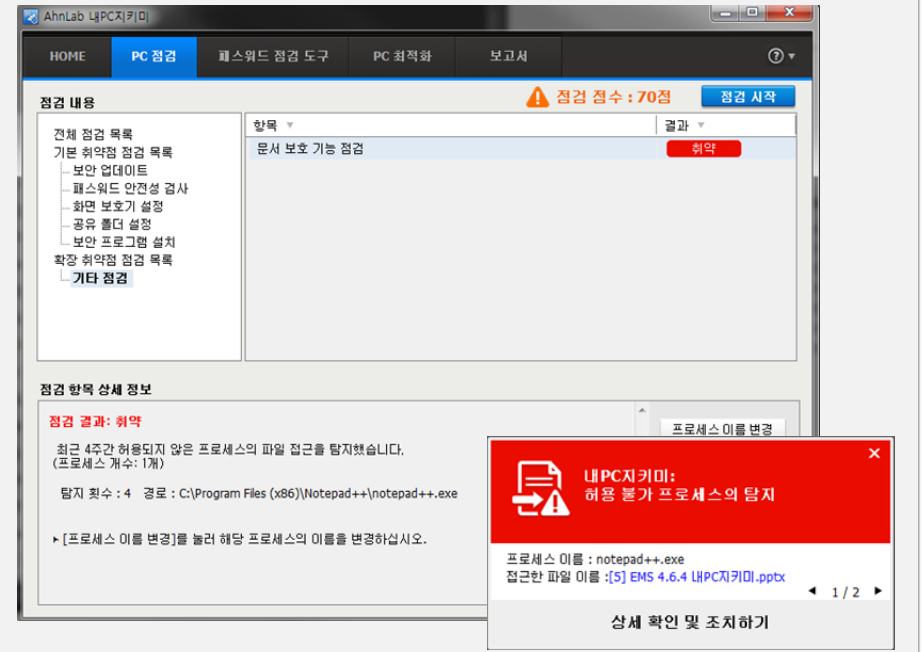 AhnLab 내PC지키미
HOME PC 점검 패스워드 점검 도구 PC 최적화 보고서 ?
점검 내용
점검 점수 : 70점 점검 시작
전체 점검 목록
기본 취약점 점검 목록
보안 업데이트
패스워드 안전성 검사
화면 보호기 설정
공유 폴더 설정
보안 프로그램 설치
확장 취약점 점검 목록
기타 점검
항목 결과
문서 보호 기능 점검 취약
점검 항목 상세 정보
점검 결과: 취약
최근 4주간 허용되지 않은 프로세스의 파일 접근을 탐지했습니다.
(프로세스 개수: 1개)
탐지 횟수 : 4 경로 : C:\Program Files (x86)\Notepad++\notepad++.exe
[프로세스 이름 변경]를 눌러 해당 프로세스의 이름을 변경하십시오.
프로세스 이름 변경
내PC지키미:
허용 불가 프로세스의 탐지
프로세스 이름 : notepad++.exe
접근한 파일 이름 :[5] EMS 4.6.4 내PC지키미.pptx
1 / 2
상세 확인 및 조치하기